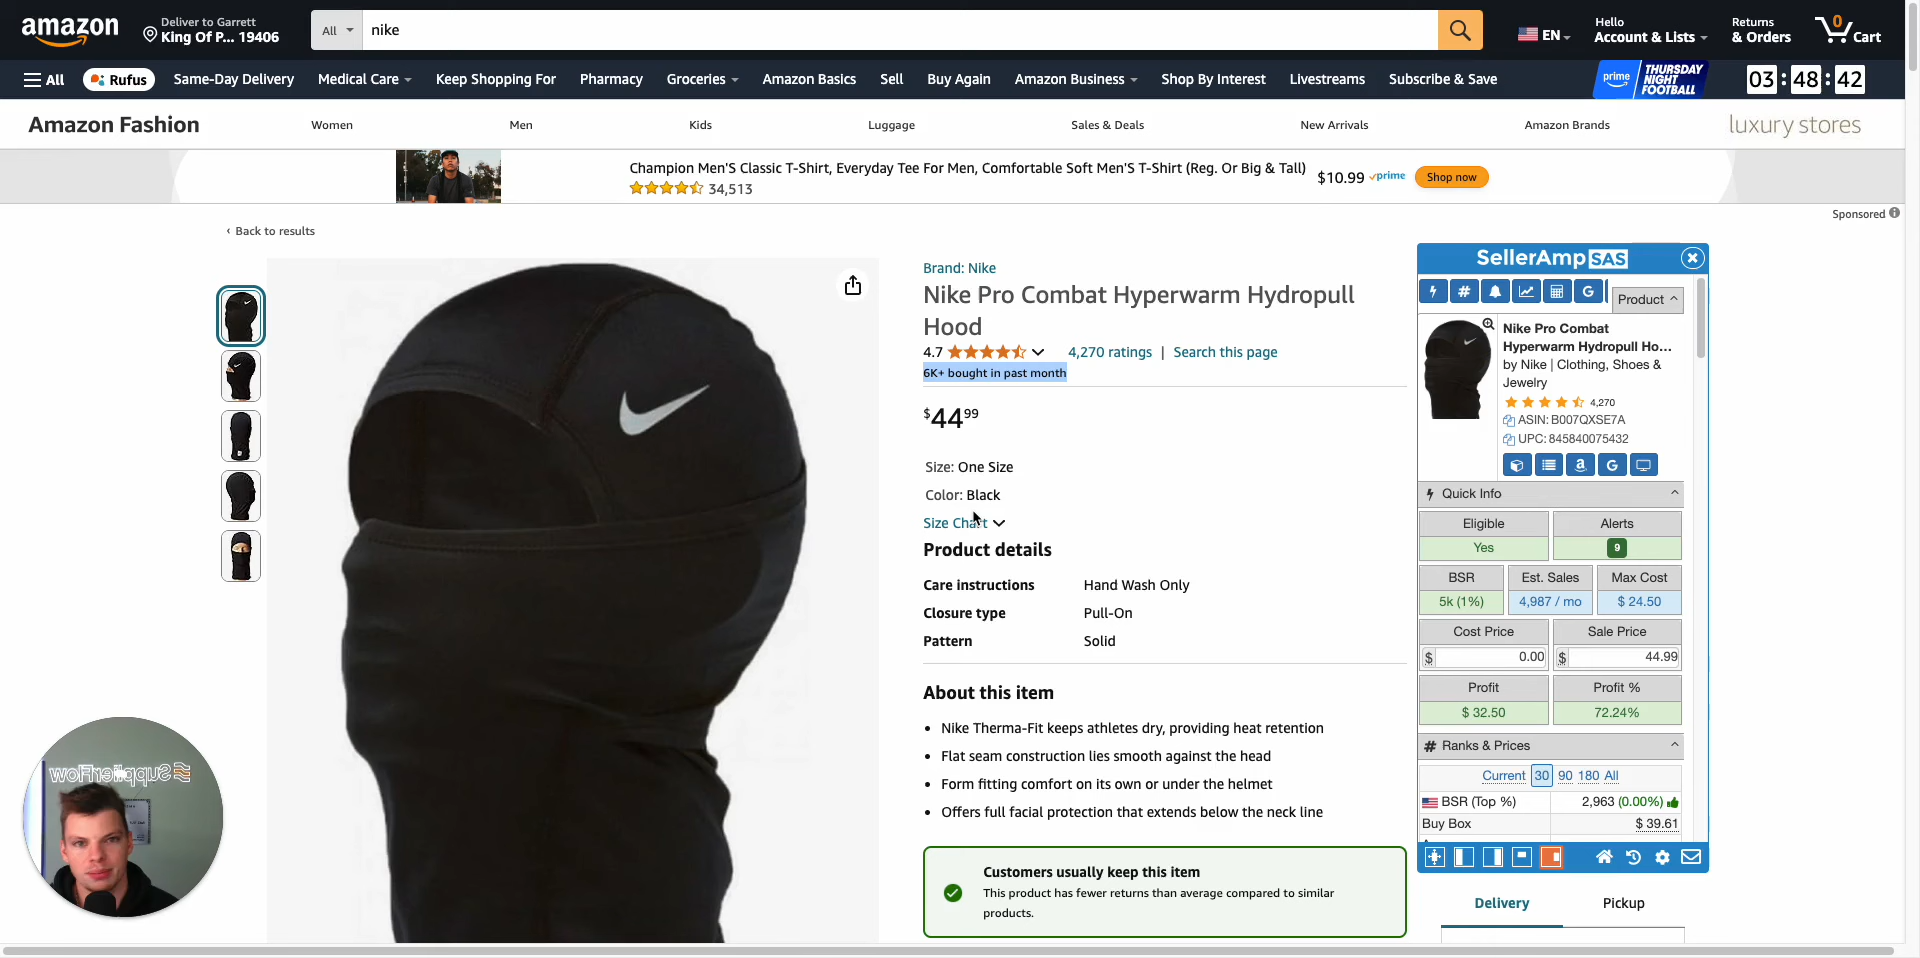 amazon
Deliver to Garrett
King Of P... 19406
All
nike
EN
Hello
Account & Lists
Returns
& Orders
0
Cart
All
Rufus
Same-Day Delivery
Medical Care
Keep Shopping For
Pharmacy
Groceries
Amazon Basics
Sell
Buy Again
Amazon Business
Shop By Interest
Livestreams
Subscribe & Save
prime
THURSDAY
NIGHT
FOOTBALL
03 : 48 : 42
Amazon Fashion
Women
Men
Kids
Luggage
Sales & Deals
New Arrivals
Amazon Brands
luxury stores
Champion Men'S Classic T-Shirt, Everyday Tee For Men, Comfortable Soft Men'S T-Shirt (Reg. Or Big & Tall)
34,513
$10.99 prime
Shop now
Sponsored
‹ Back to results
Brand: Nike
Nike Pro Combat Hyperwarm Hydropull
Hood
4.7
4,270 ratings | Search this page
6K+ bought in past month
$44.99
Size: One Size
Color: Black
Size Chart
Product details
Care instructions Hand Wash Only
Closure type Pull-On
Pattern Solid
About this item
• Nike Therma-Fit keeps athletes dry, providing heat retention
• Flat seam construction lies smooth against the head
• Form fitting comfort on its own or under the helmet
• Offers full facial protection that extends below the neck line
Customers usually keep this item
This product has fewer returns than average compared to similar
products.
SellerAmp SAS
Product
Nike Pro Combat
Hyperwarm Hydropull Ho...
by Nike | Clothing, Shoes &
Jewelry
4,270
ASIN: B007QXSE7A
UPC: 845840075432
Quick Info
Eligible Alerts
Yes 9
BSR Est. Sales Max Cost
5k (1%) 4,987 / mo $ 24.50
Cost Price Sale Price
$ 0.00 $ 44.99
Profit Profit %
$ 32.50 72.24%
# Ranks & Prices
Current 30 90 180 All
BSR (Top %) 2,963 (0.00%)
Buy Box $ 39.61
Delivery
Pickup
SupplierFlow